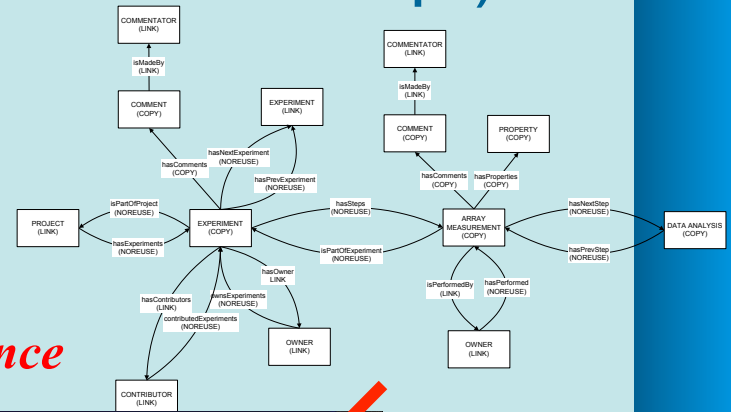 COMMENTATOR
(LINK)
isMadeBy
(LINK)
COMMENT
(COPY)
EXPERIMENT
(LINK)
hasNextExperiment
(NOREUSE)
hasComments
(COPY)
hasPrevExperiment
(NOREUSE)
isPartOfProject
(NOREUSE)
PROJECT
(LINK)
EXPERIMENT
(COPY)
hasExperiments
(NOREUSE)
hasSteps
(NOREUSE)
isPartOfExperiment
(NOREUSE)
hasOwner
LINK
hasContributors
(LINK)
ownsExperiments
(NOREUSE)
contributedExperiments
(NOREUSE)
OWNER
(LINK)
CONTRIBUTOR
(LINK)
COMMENTATOR
(LINK)
isMadeBy
(LINK)
COMMENT
(COPY)
PROPERTY
(COPY)
hasComments
(COPY)
hasProperties
(COPY)
ARRAY
MEASUREMENT
(COPY)
hasNextStep
(NOREUSE)
hasPrevStep
(NOREUSE)
DATA ANALYSIS
(COPY)
isPerformedBy
(LINK)
hasPerformed
(NOREUSE)
OWNER
(LINK)
nce